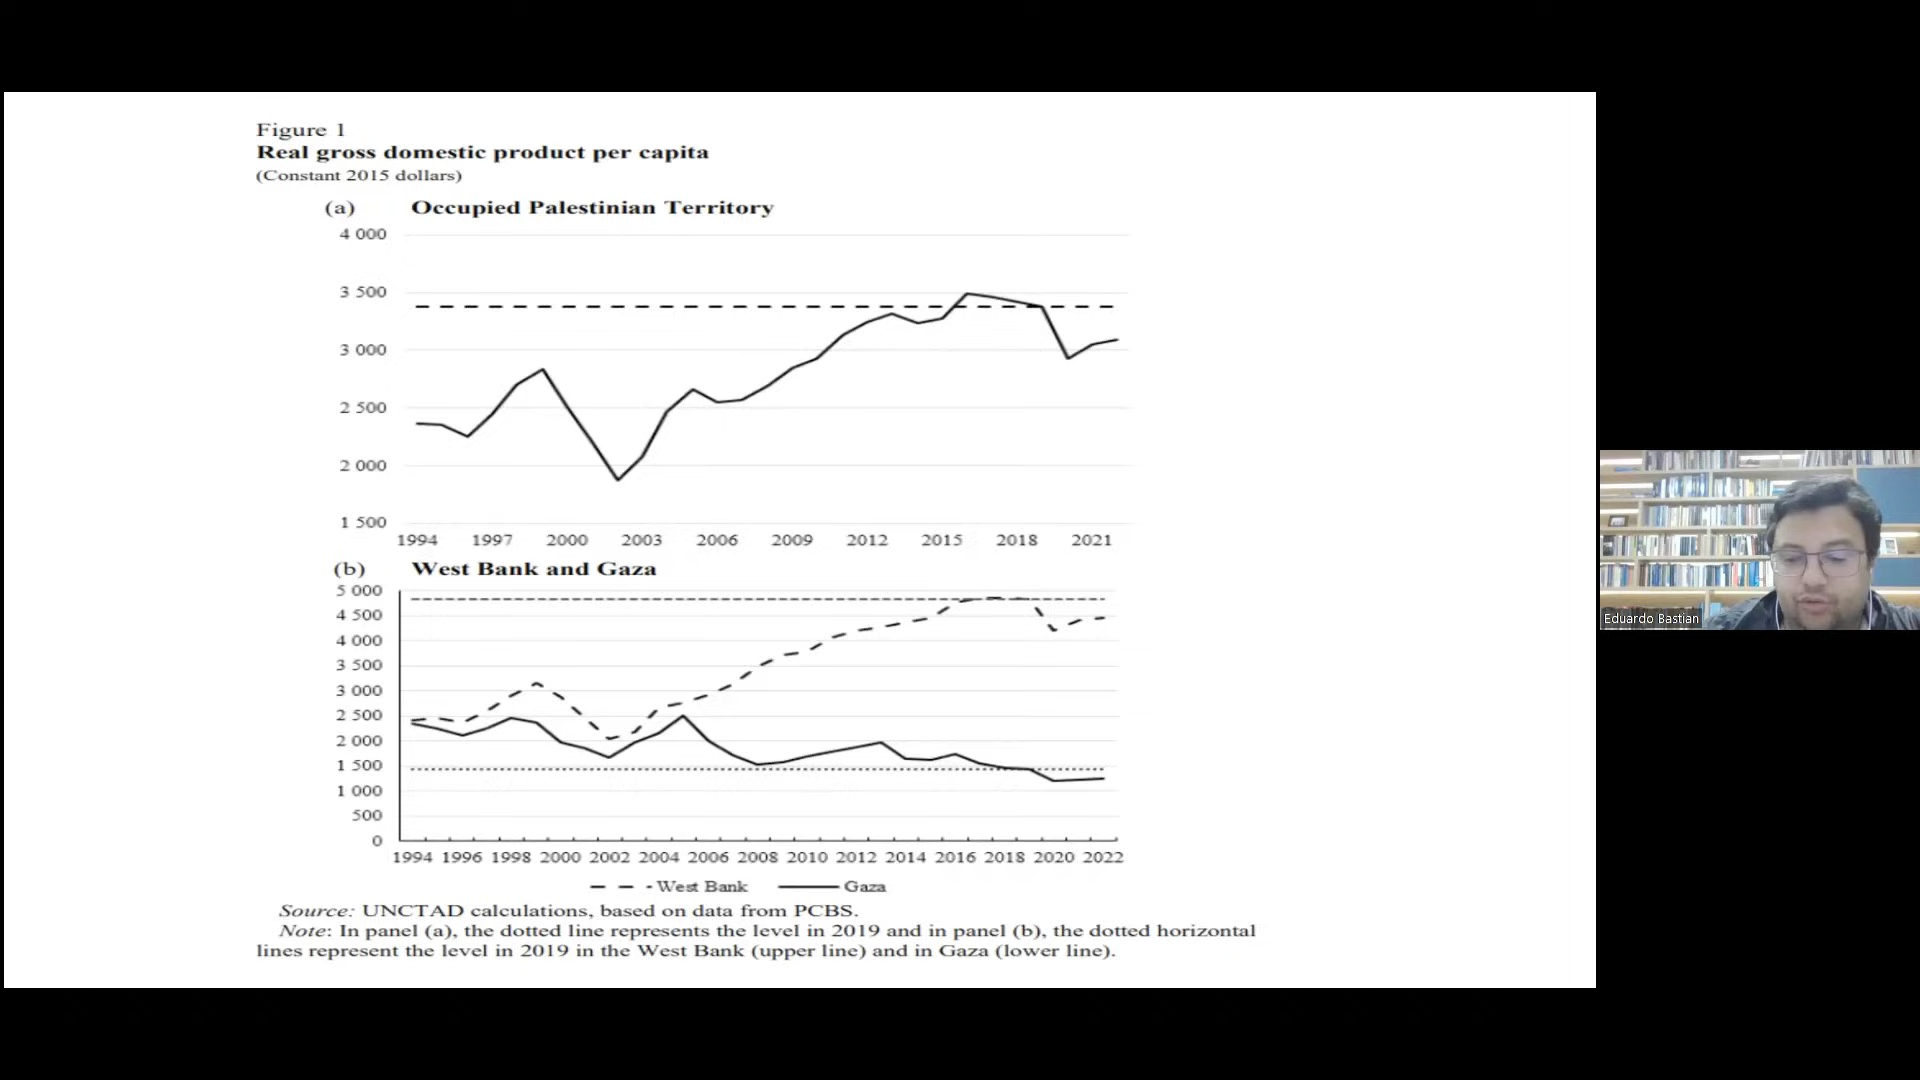 Figure 1
Real gross domestic product per capita
(Constant 2015 dollars)
(a) Occupied Palestinian Territory
4 000
3 500
3 000
2 500
2 000
1 500
1994 1997 2000 2003 2006 2009 2012 2015 2018 2021
(b) West Bank and Gaza
5 000
4 500
4 000
3 500
3 000
2 500
2 000
1 500
1 000
500
0
1994 1996 1998 2000 2002 2004 2006 2008 2010 2012 2014 2016 2018 2020 2022
West Bank Gaza
Source: UNCTAD calculations, based on data from PCBS.
Note: In panel (a), the dotted line represents the level in 2019 and in panel (b), the dotted horizontal
lines represent the level in 2019 in the West Bank (upper line) and in Gaza (lower line).
Eduardo Bastian